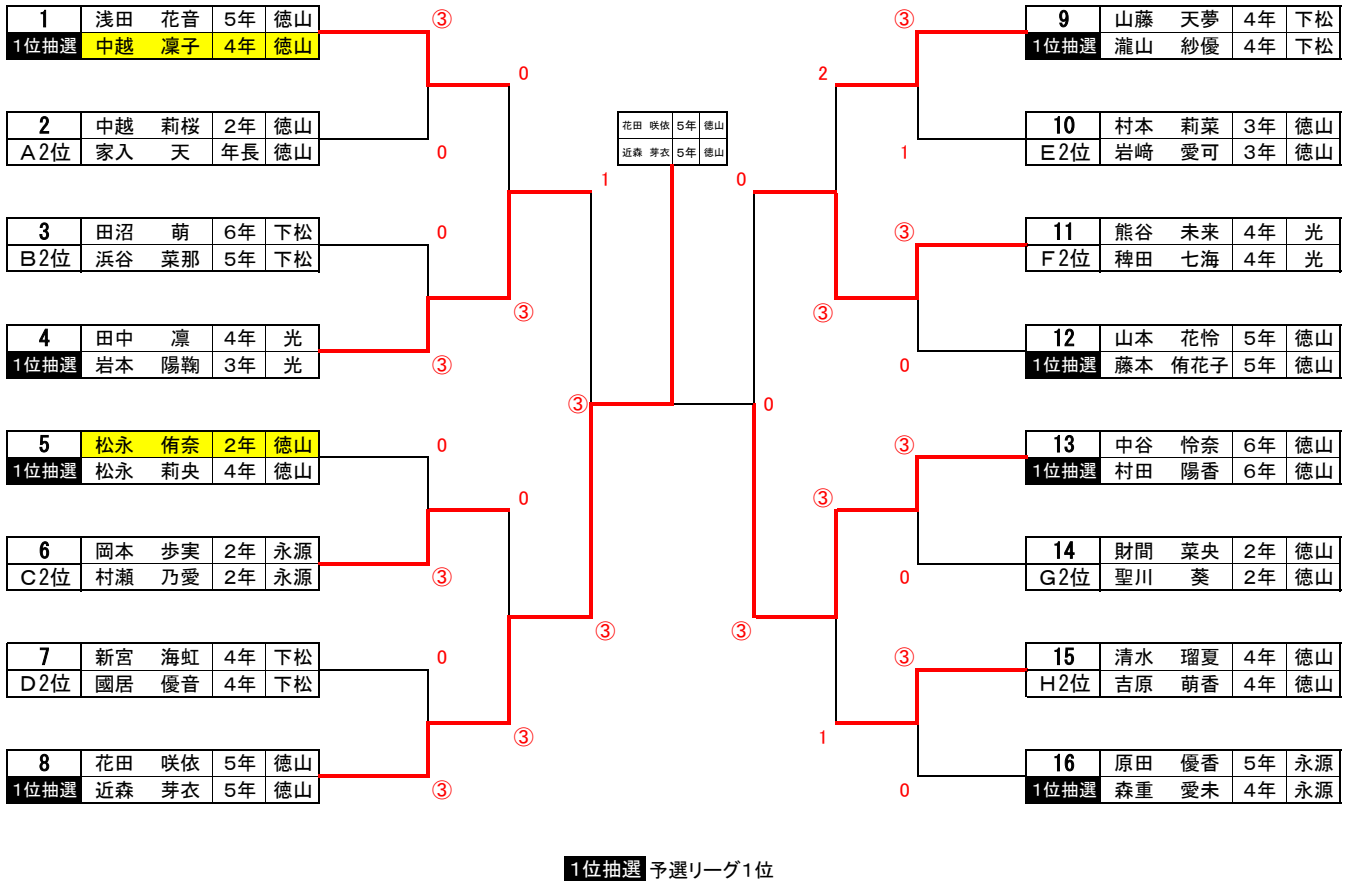 1 浅田 花音 5年 徳山
1位抽選 中越 凜子 4年 徳山
③
0
2 中越 莉桜 2年 徳山
A2位 家入 天 年長 徳山
0
1
3 田沼 萌 6年 下松
B2位 浜谷 菜那 5年 下松
0
③
4 田中 凛 4年 光
1位抽選 岩本 陽鞠 3年 光
③
③
5 松永 侑奈 2年 徳山
1位抽選 松永 莉央 4年 徳山
0
0
6 岡本 歩実 2年 永源
C2位 村瀬 乃愛 2年 永源
③
③
7 新宮 海虹 4年 下松
D2位 國居 優音 4年 下松
0
③
8 花田 咲依 5年 徳山
1位抽選 近森 芽衣 5年 徳山
③
花田 咲依 5年 徳山
近森 芽衣 5年 徳山
③
2
9 山藤 天夢 4年 下松
1位抽選 瀧山 紗優 4年 下松
0
1
10 村本 莉菜 3年 徳山
E2位 岩﨑 愛可 3年 徳山
③
③
11 熊谷 未来 4年 光
F2位 稗田 七海 4年 光
0
0
12 山本 花怜 5年 徳山
1位抽選 藤本 侑花子 5年 徳山
③
③
13 中谷 怜奈 6年 徳山
1位抽選 村田 陽香 6年 徳山
0
14 財間 菜央 2年 徳山
G2位 聖川 葵 2年 徳山
③
③
15 清水 瑠夏 4年 徳山
H2位 吉原 萌香 4年 徳山
1
0
16 原田 優香 5年 永源
1位抽選 森重 愛未 4年 永源
1位抽選 予選リーグ1位